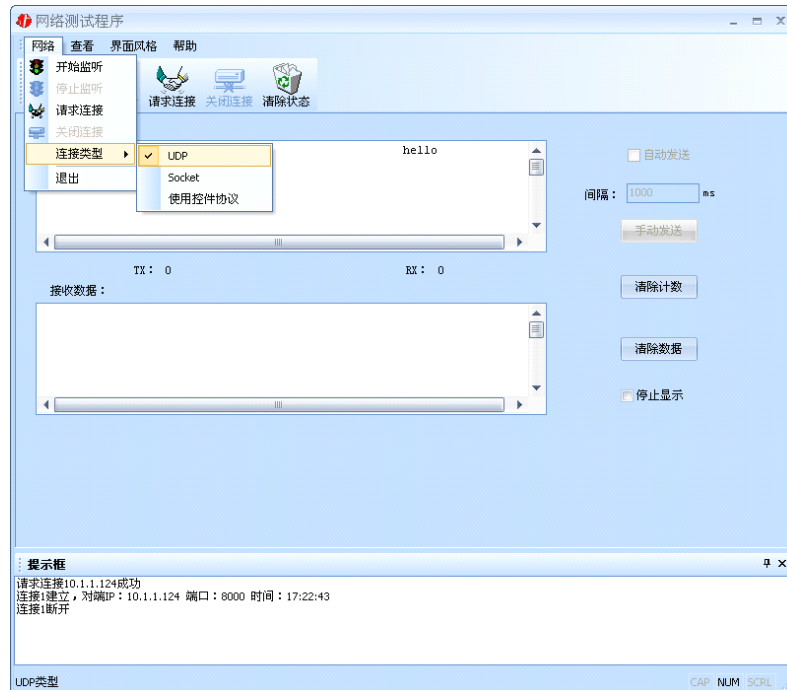 网络测试程序
网络 查看 界面风格 帮助
开始监听
停止监听
请求连接
关闭连接
连接类型
退出
UDP
Socket
使用控件协议
请求连接 关闭连接 清除状态
hello
自动发送
间隔： 1000 ms
手动发送
TX： 0 RX： 0
清除计数
接收数据：
清除数据
停止显示
提示框
请求连接10.1.1.124成功
连接1建立，对端IP：10.1.1.124 端口：8000 时间：17:22:43
连接1断开
UDP类型 CAP NUM SCRL